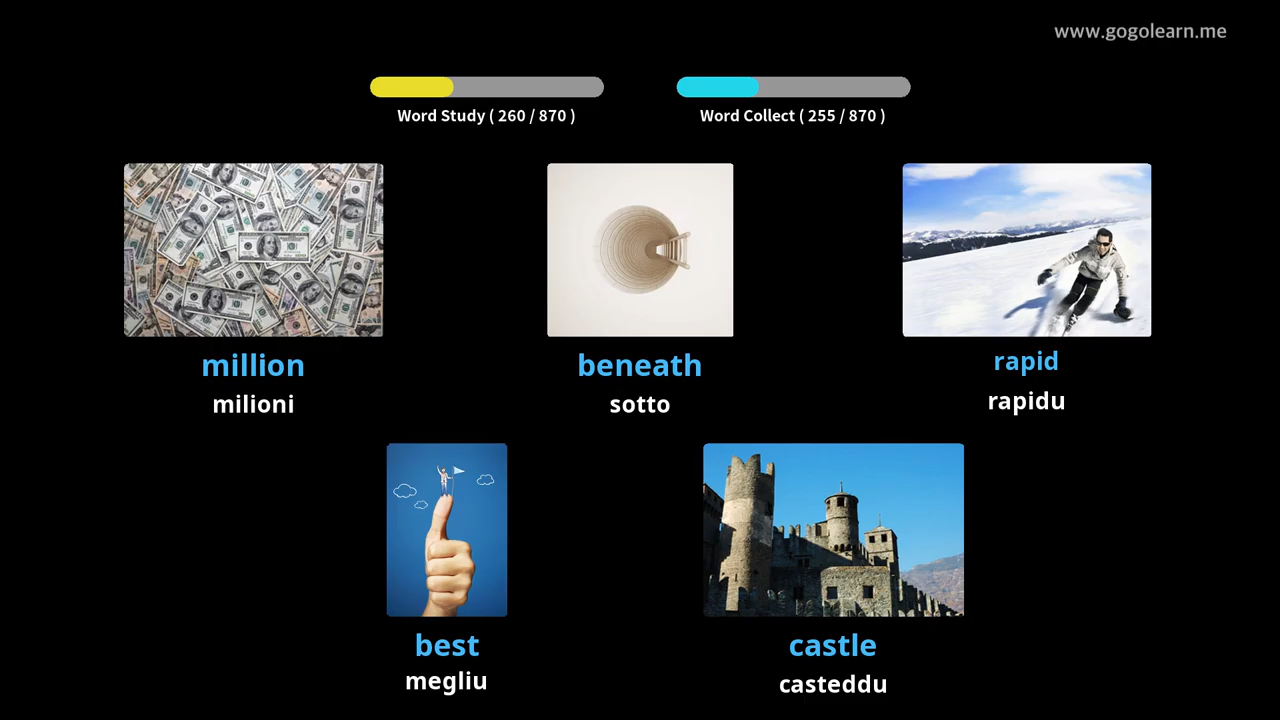 www.gogolearn.me
Word Study ( 260 / 870 )
Word Collect ( 255 / 870 )
million
milioni
beneath
sotto
rapid
rapidu
best
megliu
castle
casteddu